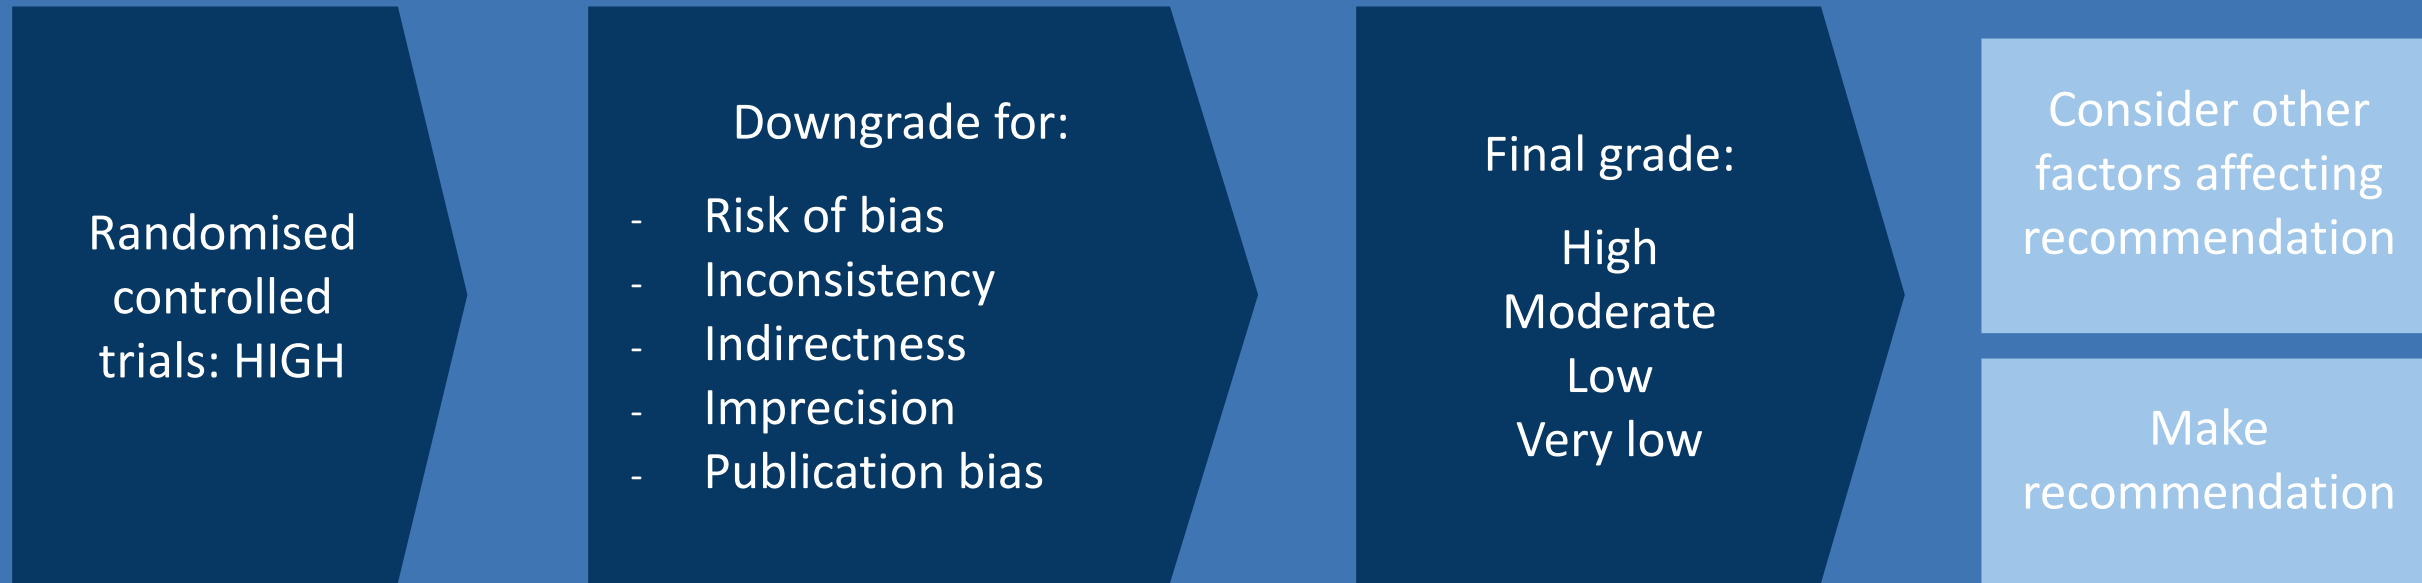 Randomised
controlled
trials: HIGH
Downgrade for:
- Risk of bias
- Inconsistency
- Indirectness
- Imprecision
- Publication bias
Final grade:
High
Moderate
Low
Very low
Consider other
factors affecting
recommendation
Make
recommendation